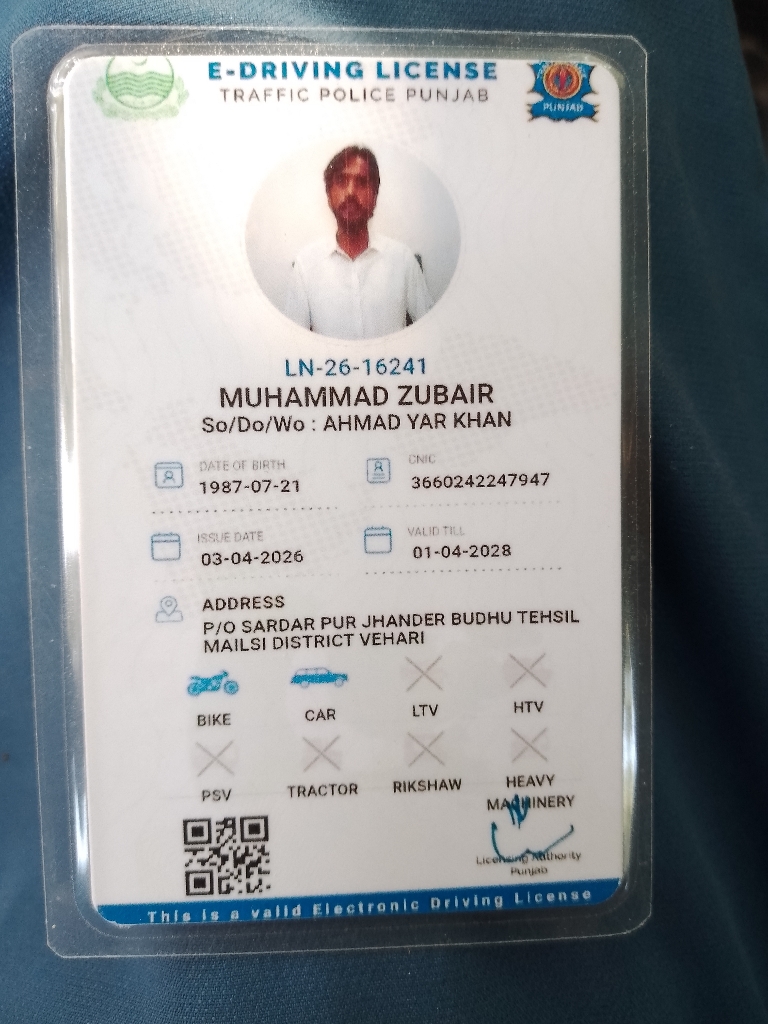 E-DRIVING LICENSE
TRAFFIC POLICE PUNJAB
PUNJAB
LN-26-16241
MUHAMMAD ZUBAIR
So/Do/Wo : AHMAD YAR KHAN
DATE OF BIRTH
1987-07-21
CNIC
3660242247947
ISSUE DATE
03-04-2026
VALID TILL
01-04-2028
ADDRESS
P/O SARDAR PUR JHANDER BUDHU TEHSIL
MAILSI DISTRICT VEHARI
BIKE CAR LTV HTV
PSV TRACTOR RIKSHAW HEAVY
MACHINERY
Licensing Authority
Punjab
This is a valid Electronic Driving License